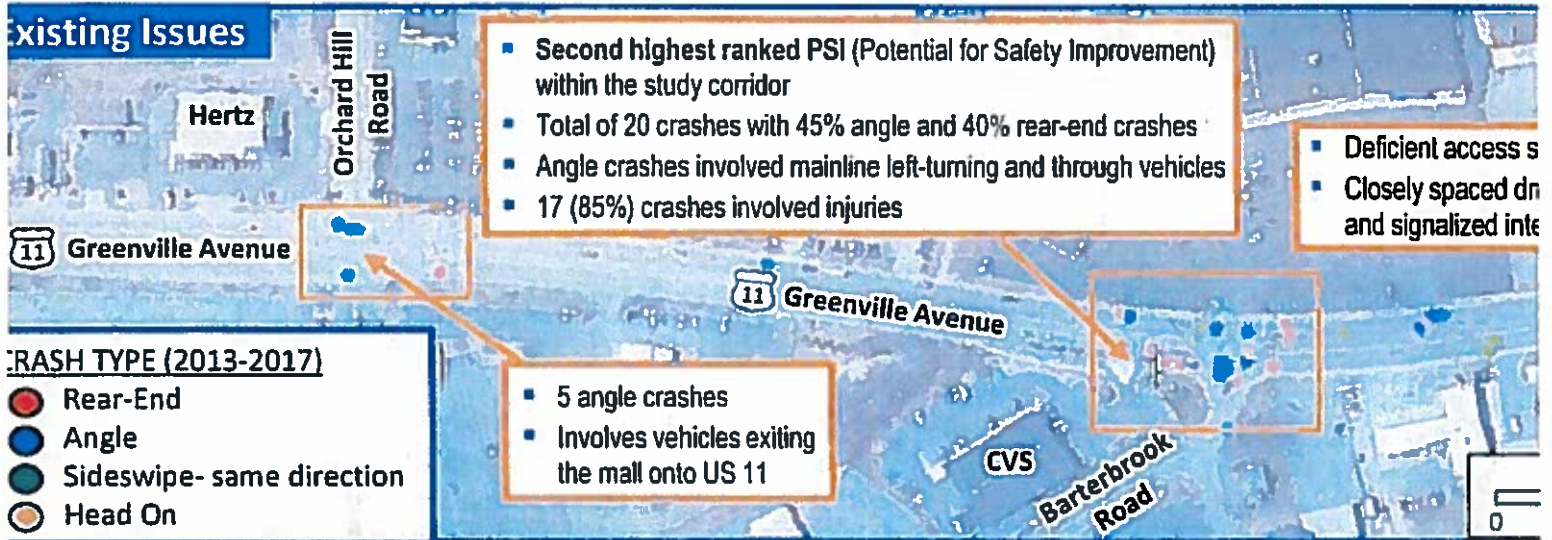 xisting Issues
Hertz
Orchard Hill
Road
Second highest ranked PSI (Potential for Safety Improvement)
within the study corridor
Total of 20 crashes with 45% angle and 40% rear-end crashes
Angle crashes involved mainline left-turning and through vehicles
17 (85%) crashes involved injuries
Deficient access s
Closely spaced
and signalized inte
11 Greenville Avenue
11 Greenville Avenue
RASH TYPE (2013-2017)
Rear-End
Angle
Sideswipe- same direction
Head On
5 angle crashes
Involves vehicles exiting
the mall onto US 11
CVS
Barterbrook
Road
0